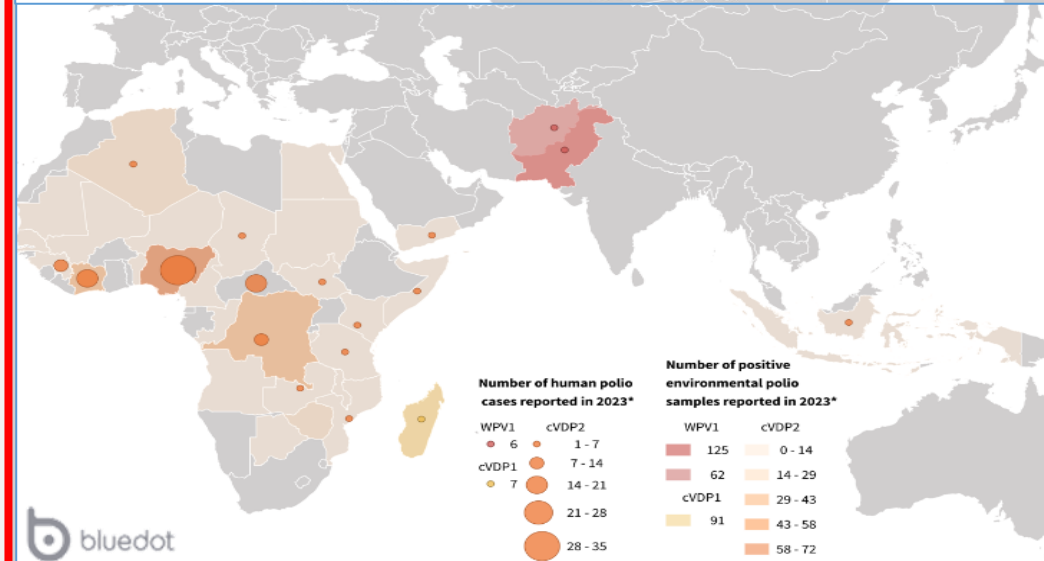 Number of human polio
cases reported in 2023*
WPV1
cVDP2
6
1 - 7
cVDP1
7 - 14
7
14 - 21
21 - 28
28 - 35
Number of positive
environmental polio
samples reported in 2023*
WPV1
cVDP2
125
0 - 14
62
14 - 29
cVDP1
29 - 43
91
43 - 58
58 - 72
bluedot